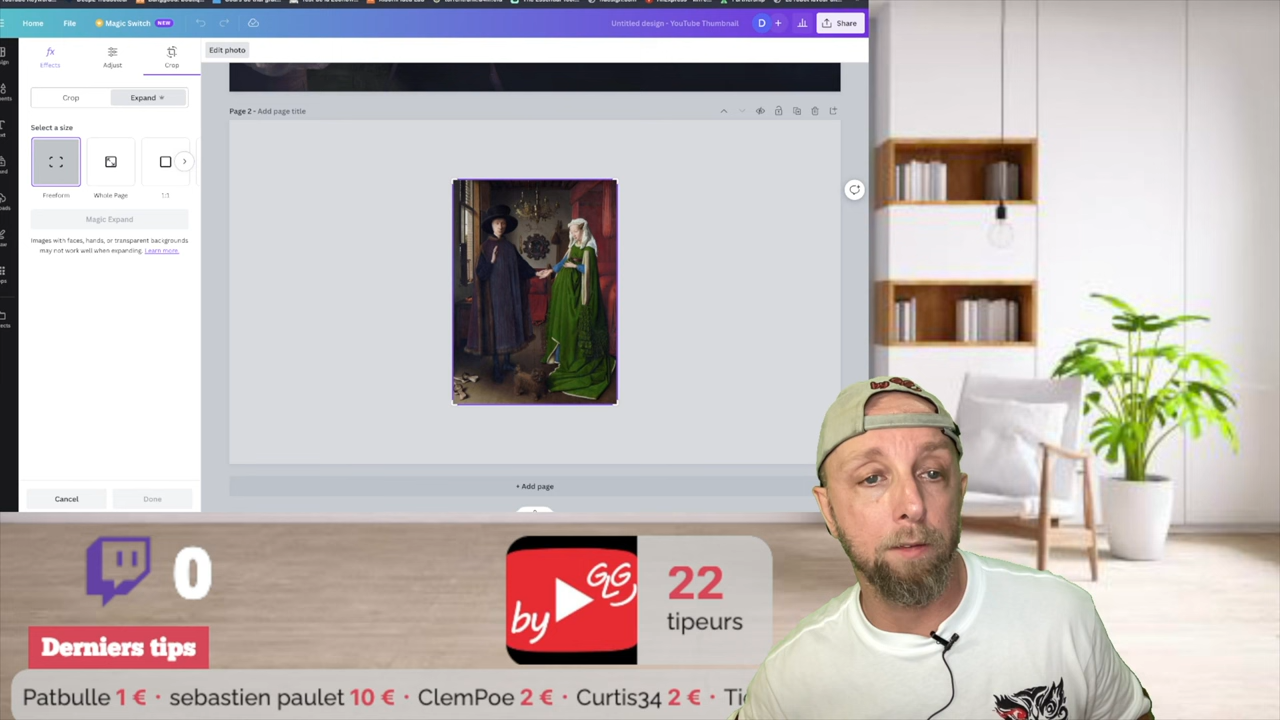 Home File Magic Switch NEW Untitled design - YouTube Thumbnail D + Share
Effects Adjust Crop
Edit photo
Crop Expand
Page 2 - Add page title
Select a size
Freeform Whole Page 1:1
Magic Expand
Images with faces, hands, or transparent backgrounds
may not work well when expanding. Learn more.
Cancel Done
+ Add page
0
by GLG
22
tipeurs
Derniers tips
Patbulle 1 € · sebastien paulet 10 € · ClemPoe 2 € · Curtis34 2 € ·